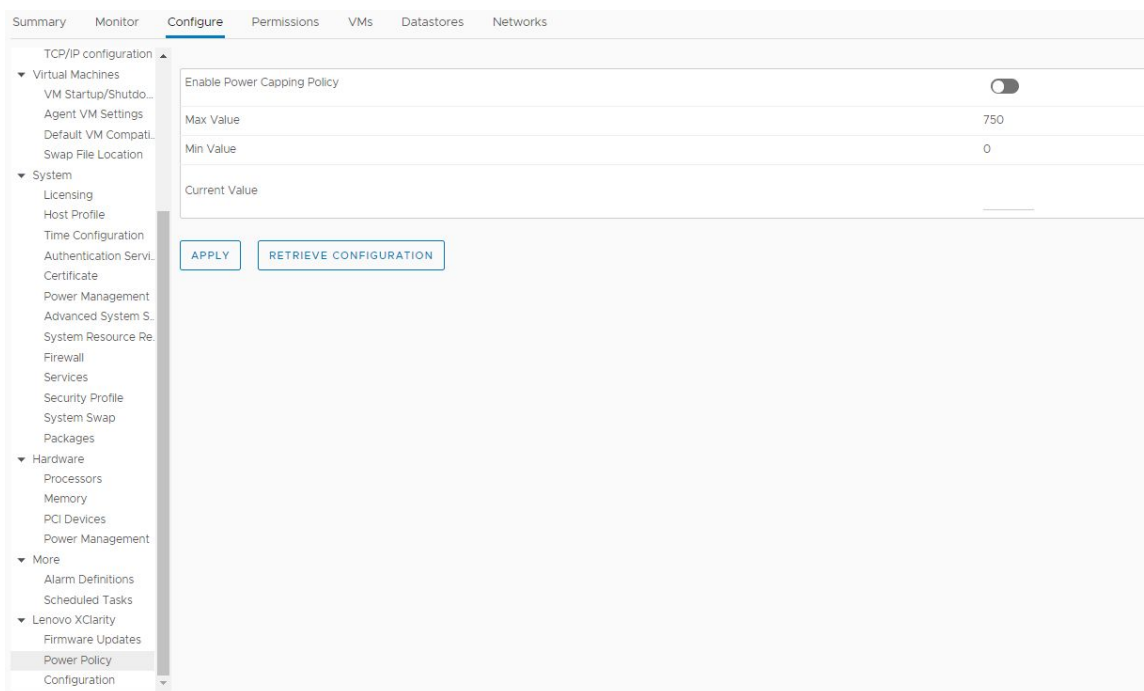 Summary Monitor Configure Permissions VMs Datastores Networks
TCP/IP configuration
Virtual Machines
VM Startup/Shutdo...
Agent VM Settings
Default VM Compati..
Swap File Location
System
Licensing
Host Profile
Time Configuration
Authentication Servi..
Certificate
Power Management
Advanced System S..
System Resource Re.
Firewall
Services
Security Profile
System Swap
Packages
Hardware
Processors
Memory
PCI Devices
Power Management
More
Alarm Definitions
Scheduled Tasks
Lenovo XClarity
Firmware Updates
Power Policy
Configuration
Enable Power Capping Policy
Max Value 750
Min Value 0
Current Value
APPLY RETRIEVE CONFIGURATION